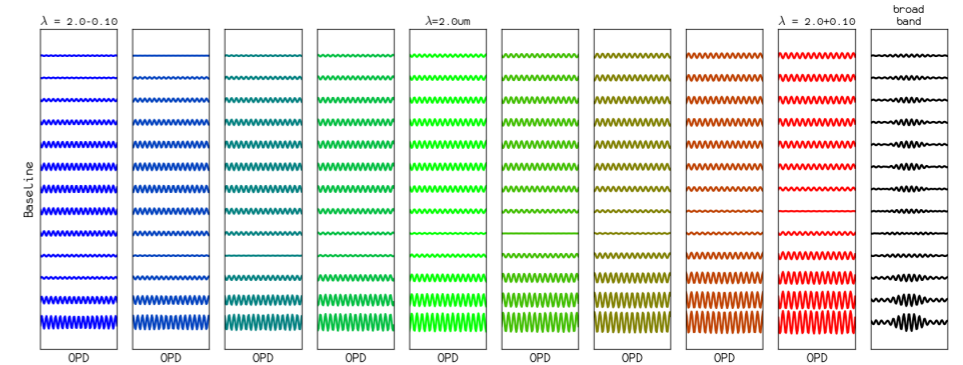 broad
λ = 2.0-0.10 λ=2.0um λ = 2.0+0.10 band
Baseline
OPD OPD OPD OPD OPD OPD OPD OPD OPD OPD